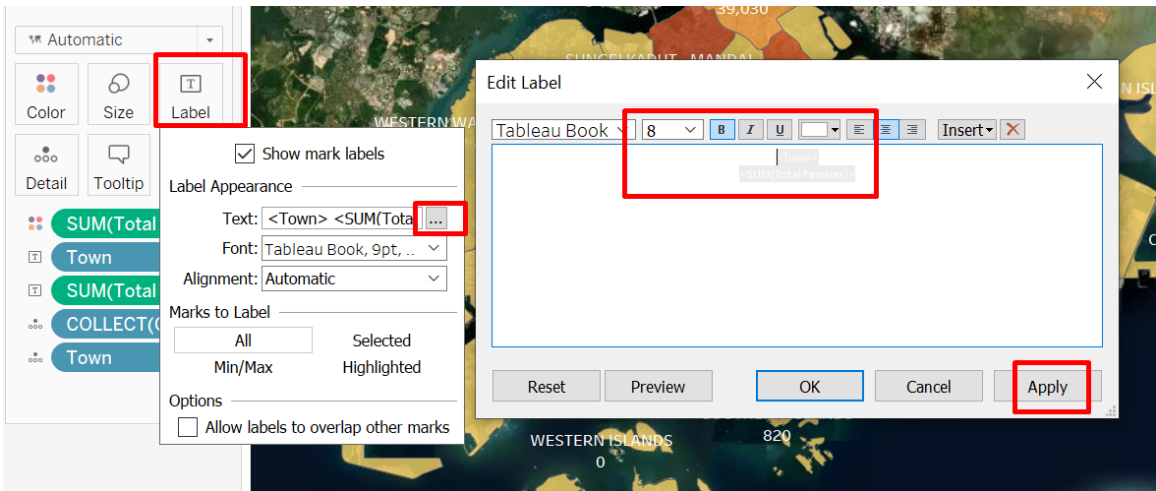 Automatic
Color
Size
Label
Detail
Tooltip
SUM(Total
Town
SUM(Total
COLLECT(
Town
Show mark labels
Label Appearance
Text: <Town> <SUM(Tota ...
Font: Tableau Book, 9pt, ..
Alignment: Automatic
Marks to Label
All Selected
Min/Max Highlighted
Options
Allow labels to overlap other marks
39,030
WESTERN WA
Edit Label
Tableau Book 8 B I U Insert
<Town>
<SUM(Total Females)>
Reset Preview OK Cancel Apply
N ISL
WESTERN ISLANDS
0
820